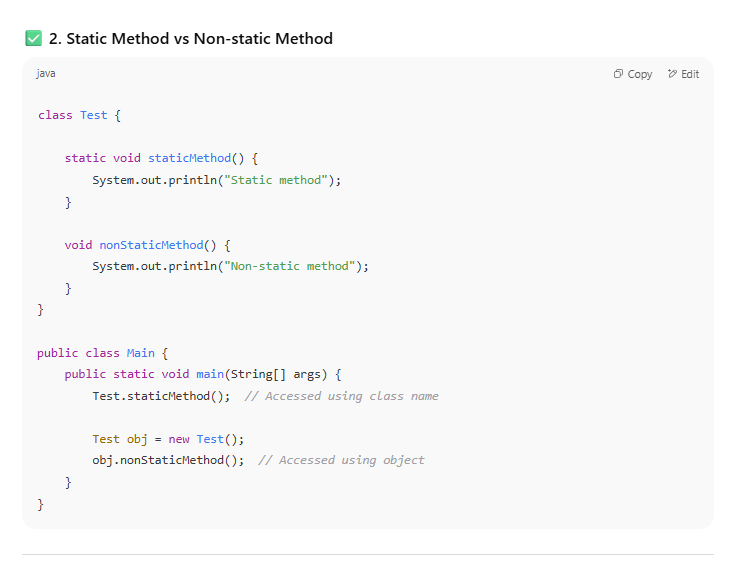 ✅ 2. Static Method vs Non-static Method
java
Copy
Edit
class Test {
    static void staticMethod() {
        System.out.println("Static method");
    }
    void nonStaticMethod() {
        System.out.println("Non-static method");
    }
}
public class Main {
    public static void main(String[] args) {
        Test.staticMethod();  // Accessed using class name
        Test obj = new Test();
        obj.nonStaticMethod();  // Accessed using object
    }
}